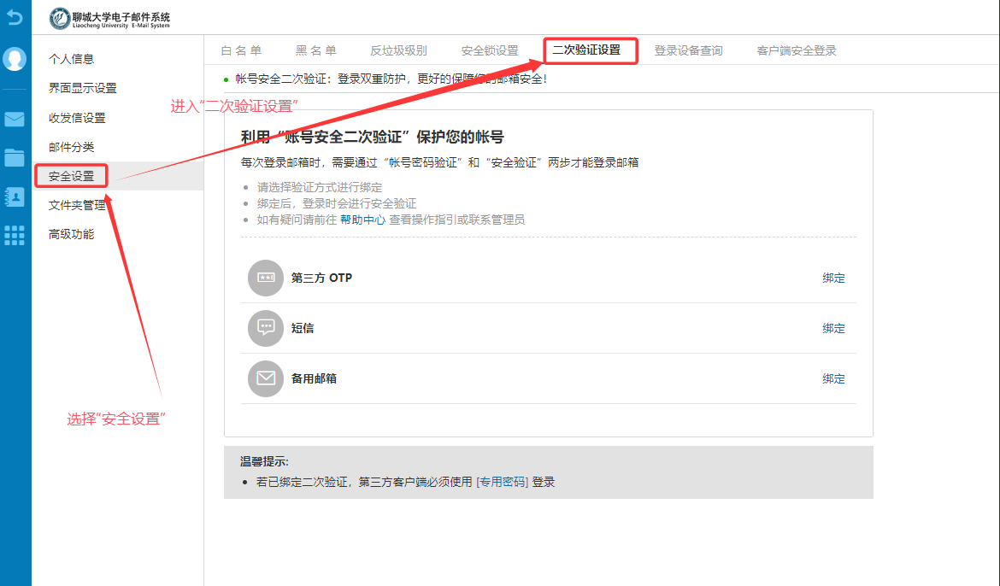 聊城大学电子邮件系统
Liaocheng University E-Mail System
个人信息
界面显示设置
收发信设置
邮件分类
安全设置
文件夹管理
高级功能
选择“安全设置”
进入“二次验证设置”
白名单 黑名单 反垃圾级别 安全锁设置 二次验证设置 登录设备查询 客户端安全登录
帐号安全二次验证：登录双重防护，更好的保障您的邮箱安全！
利用“账号安全二次验证”保护您的帐号
每次登录邮箱时，需要通过“帐号密码验证”和“安全验证”两步才能登录邮箱
请选择验证方式进行绑定
绑定后，登录时会进行安全验证
如有疑问请前往 帮助中心 查看操作指引或联系管理员
第三方 OTP 绑定
短信 绑定
备用邮箱 绑定
温馨提示:
若已绑定二次验证，第三方客户端必须使用 [专用密码] 登录